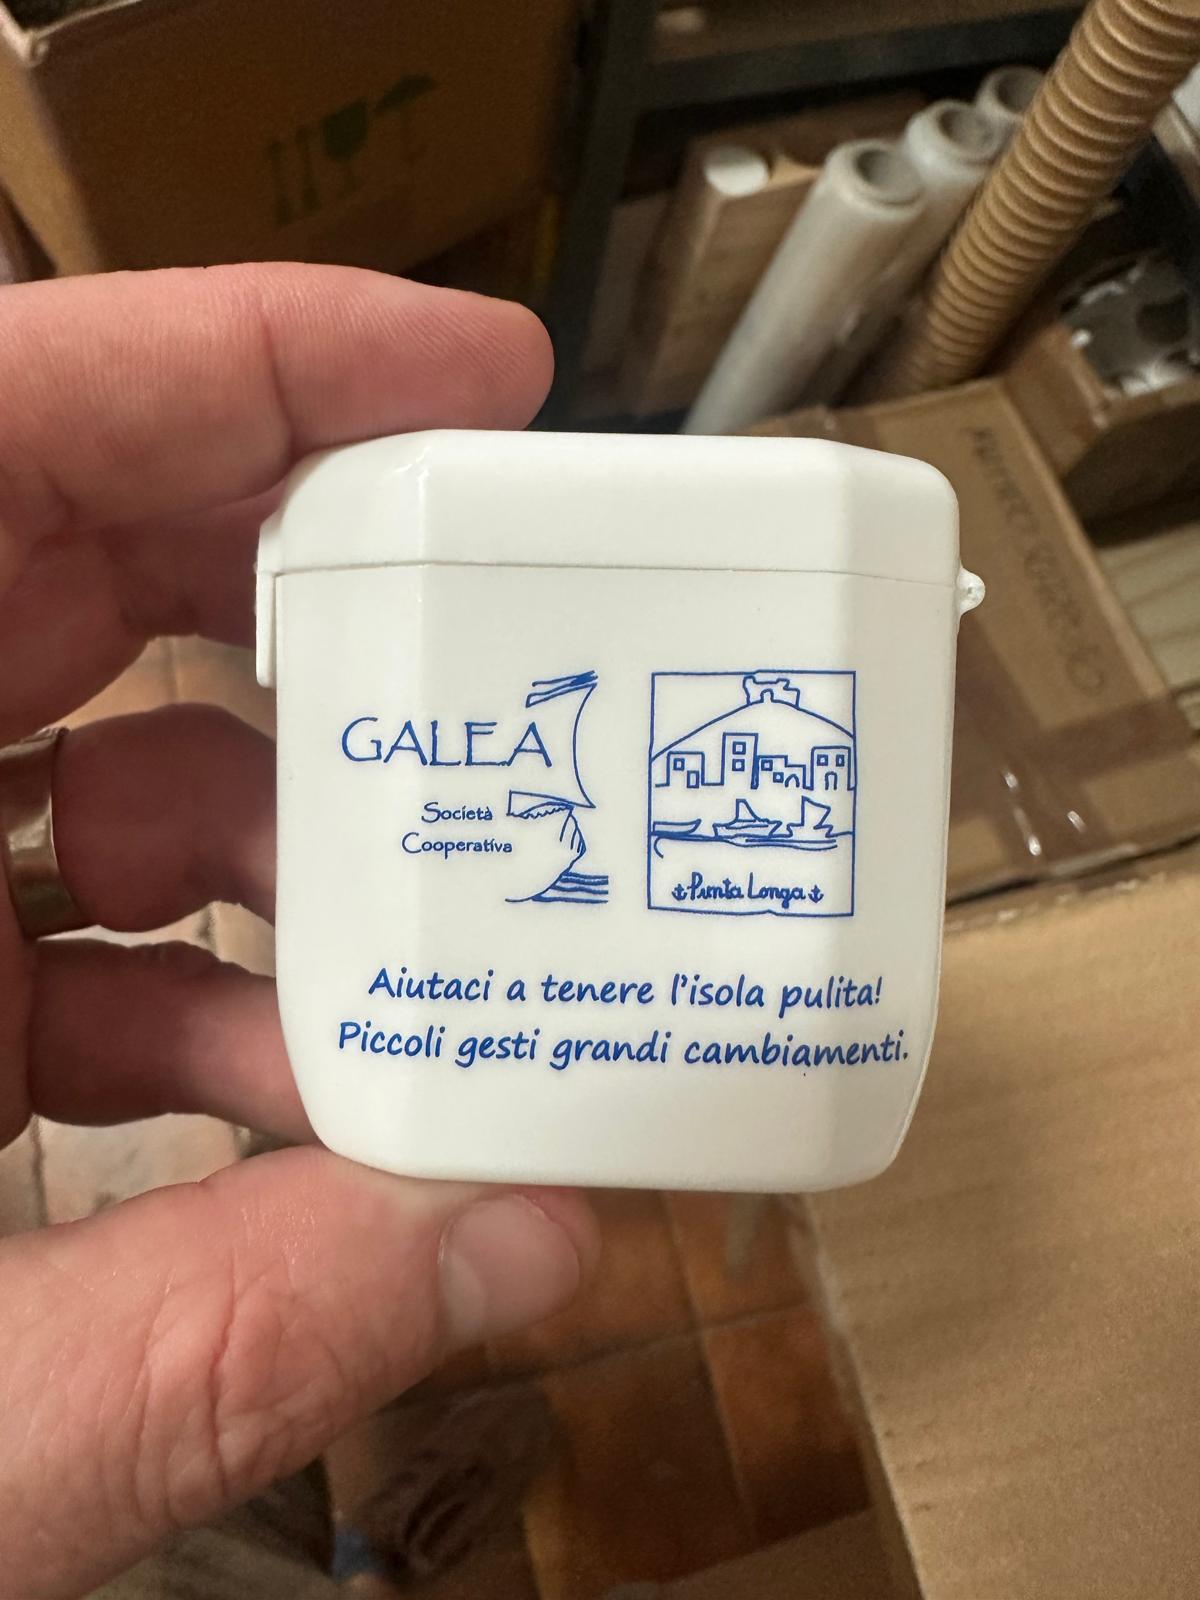 GALEA
Società
Cooperativa
Punta Longa
Aiutaci a tenere l'isola pulita!
Piccoli gesti grandi cambiamenti.